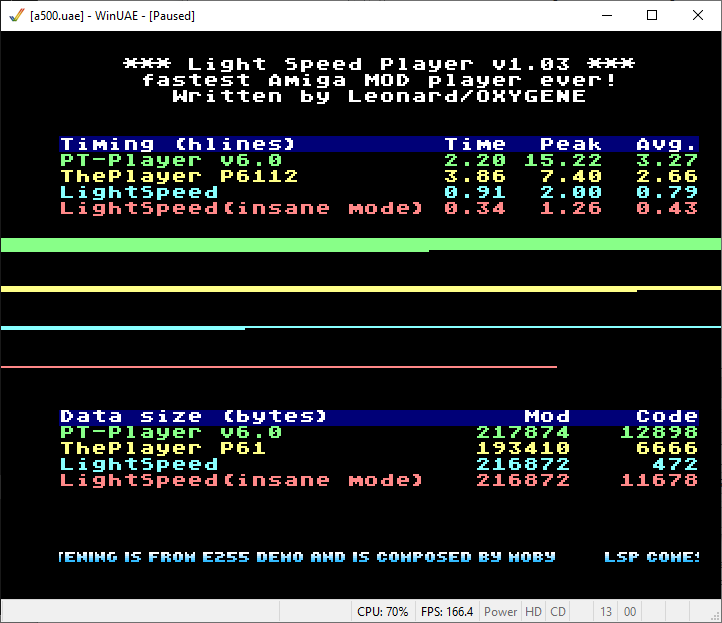 [a500.uae] - WinUAE - [Paused]
*** Light Speed Player v1.03 ***
fastest Amiga MOD player ever!
Written by Leonard/OXYGENE
Timing (hlines) Time Peak Avg.
PT-Player v6.0 2.20 15.22 3.27
ThePlayer P6112 3.86 7.40 2.66
LightSpeed 0.91 2.00 0.79
LightSpeed(insane mode) 0.34 1.26 0.43
Data size (bytes) Mod Code
PT-Player v6.0 217874 12898
ThePlayer P61 193410 6666
LightSpeed 216872 472
LightSpeed(insane mode) 216872 11678
TENING IS FROM E255 DEMO AND IS COMPOSED BY MOBY LSP COMES
CPU: 70% FPS: 166.4 Power HD CD 13 00